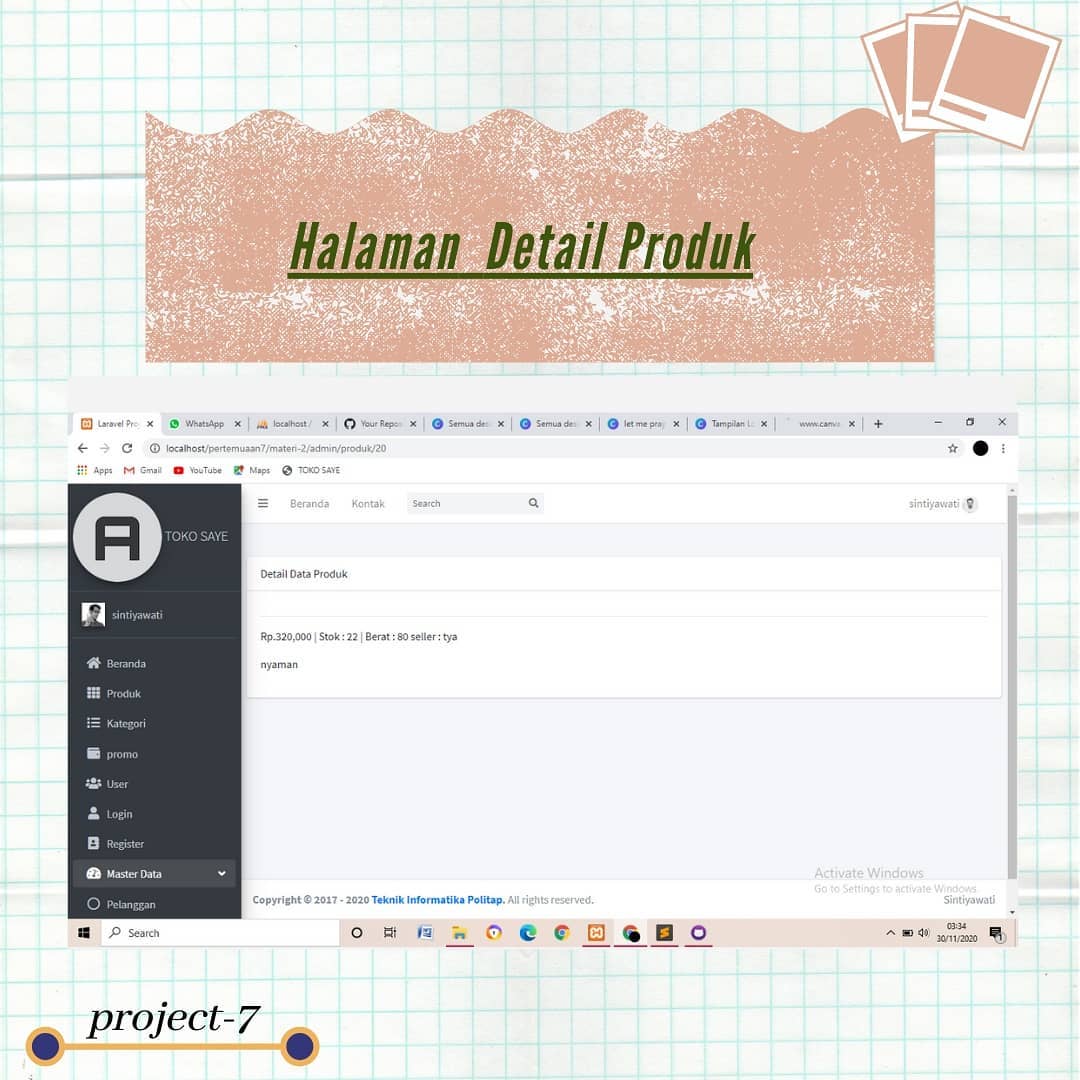 Halaman Detail Produk
Laravel Pro
WhatsApp
localhost /
Your Repos
Semua des
Semua des
let me pray
Tampilan L
www.canva.
localhost/pertemuaan7/materi-2/admin/produk/20
Apps
Gmail
YouTube
Maps
TOKO SAYE
A TOKO SAYE
Beranda
Kontak
Search
sintiyawati
sintiyawati
Beranda
Produk
Kategori
promo
User
Login
Register
Master Data
Pelanggan
Detail Data Produk
Rp.320,000 | Stok : 22 | Berat : 80 seller : tya
nyaman
Activate Windows
Go to Settings to activate Windows.
Copyright © 2017 - 2020 Teknik Informatika Politap. All rights reserved.
Sintiyawati
Search
03:34
30/11/2020
project-7